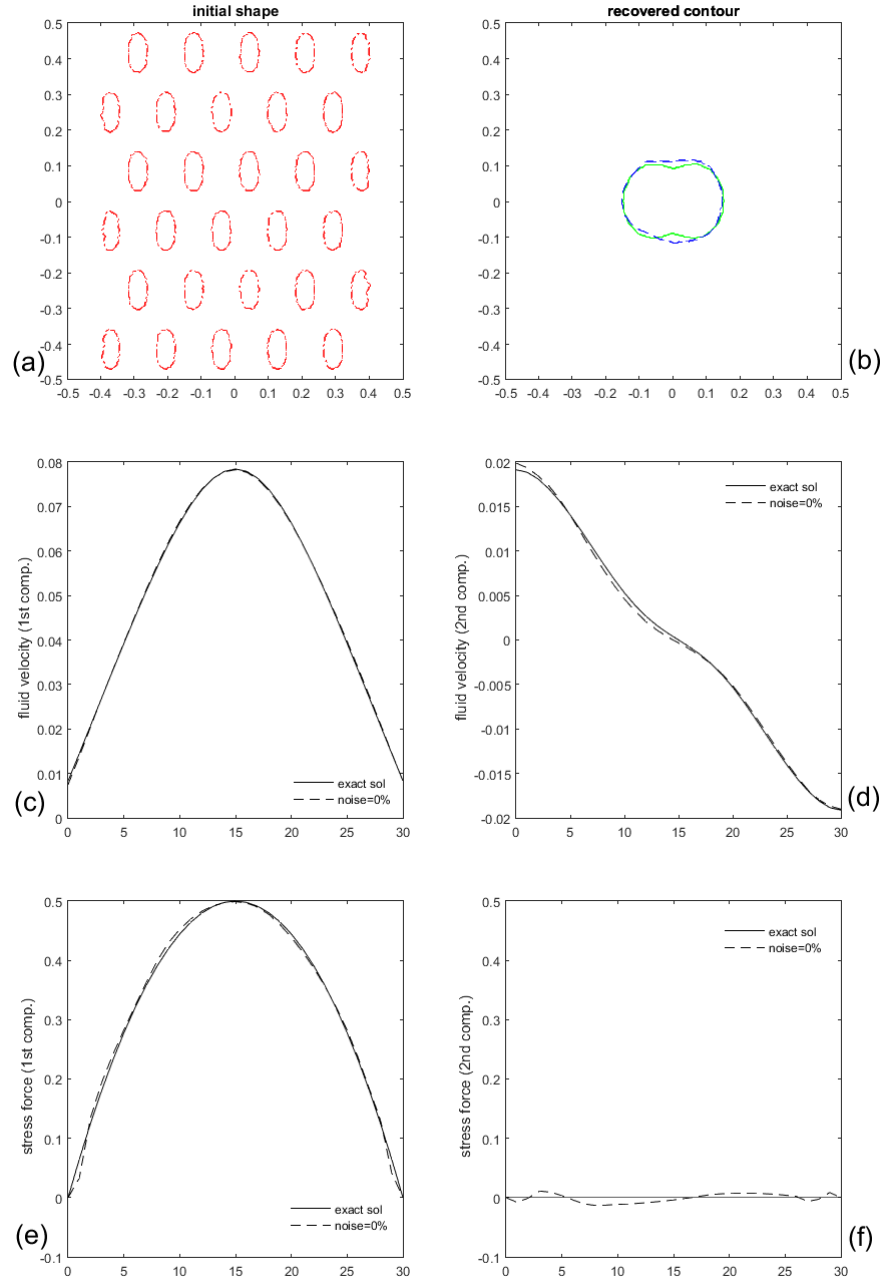 initial shape
0.5
0.4
0.3
0.2
0.1
0
-0.1
-0.2
-0.3
-0.4
-0.5
-0.5 -0.4 -0.3 -0.2 -0.1 0 0.1 0.2 0.3 0.4 0.5
(a)
recovered contour
0.5
0.4
0.3
0.2
0.1
0
-0.1
-0.2
-0.3
-0.4
-0.5
-0.5 -0.4 -0.3 -0.2 -0.1 0 0.1 0.2 0.3 0.4 0.5
(b)
fluid velocity (1st comp.)
0.08
0.07
0.06
0.05
0.04
0.03
0.02
0.01
0
0 5 10 15 20 25 30
exact sol
noise=0%
(c)
fluid velocity (2nd comp.)
0.02
0.015
0.01
0.005
0
-0.005
-0.01
-0.015
-0.02
0 5 10 15 20 25 30
exact sol
noise=0%
(d)
stress force (1st comp.)
0.5
0.4
0.3
0.2
0.1
0
-0.1
0 5 10 15 20 25 30
exact sol
noise=0%
(e)
stress force (2nd comp.)
0.5
0.4
0.3
0.2
0.1
0
-0.1
0 5 10 15 20 25 30
exact sol
noise=0%
(f)